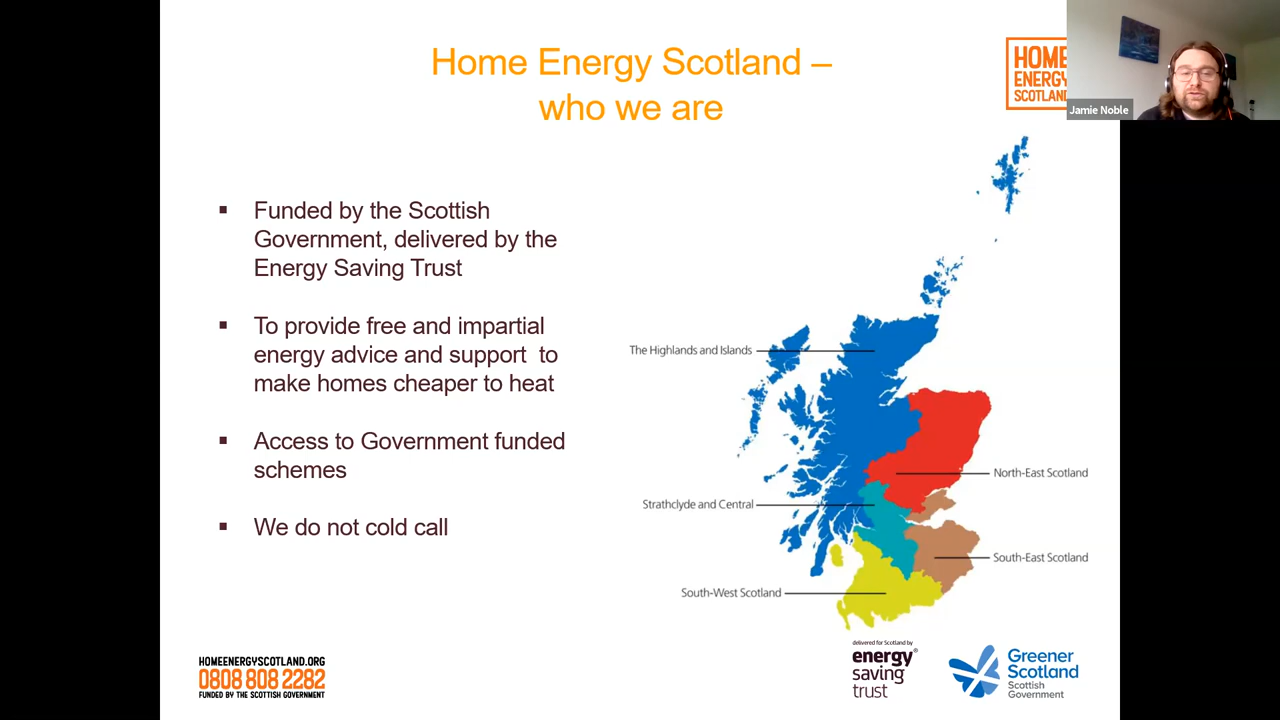 Home Energy Scotland –
who we are
HOME
ENERGY
SCOTLAND
Jamie Noble
▪ Funded by the Scottish
Government, delivered by the
Energy Saving Trust
▪ To provide free and impartial
energy advice and support to
make homes cheaper to heat
▪ Access to Government funded
schemes
▪ We do not cold call
The Highlands and Islands
North-East Scotland
Strathclyde and Central
South-East Scotland
South-West Scotland
HOMEENERGYSCOTLAND.ORG
0808 808 2282
FUNDED BY THE SCOTTISH GOVERNMENT
delivered for Scotland by
energy®
saving
trust
Greener
Scotland
Scottish
Government